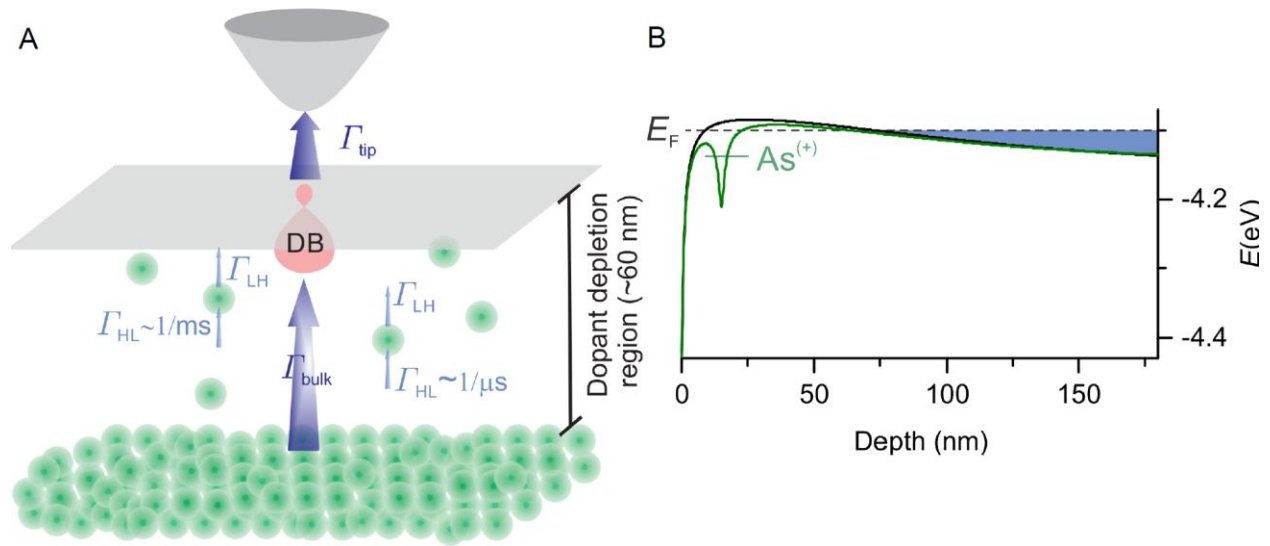 A
Γtip
DB
ΓLH
ΓHL~1/ms
ΓLH
ΓHL~1/μs
Γbulk
Dopant depletion
region (~60 nm)
B
EF
As(+)
-4.2
-4.4
E(eV)
0
50
100
150
Depth (nm)